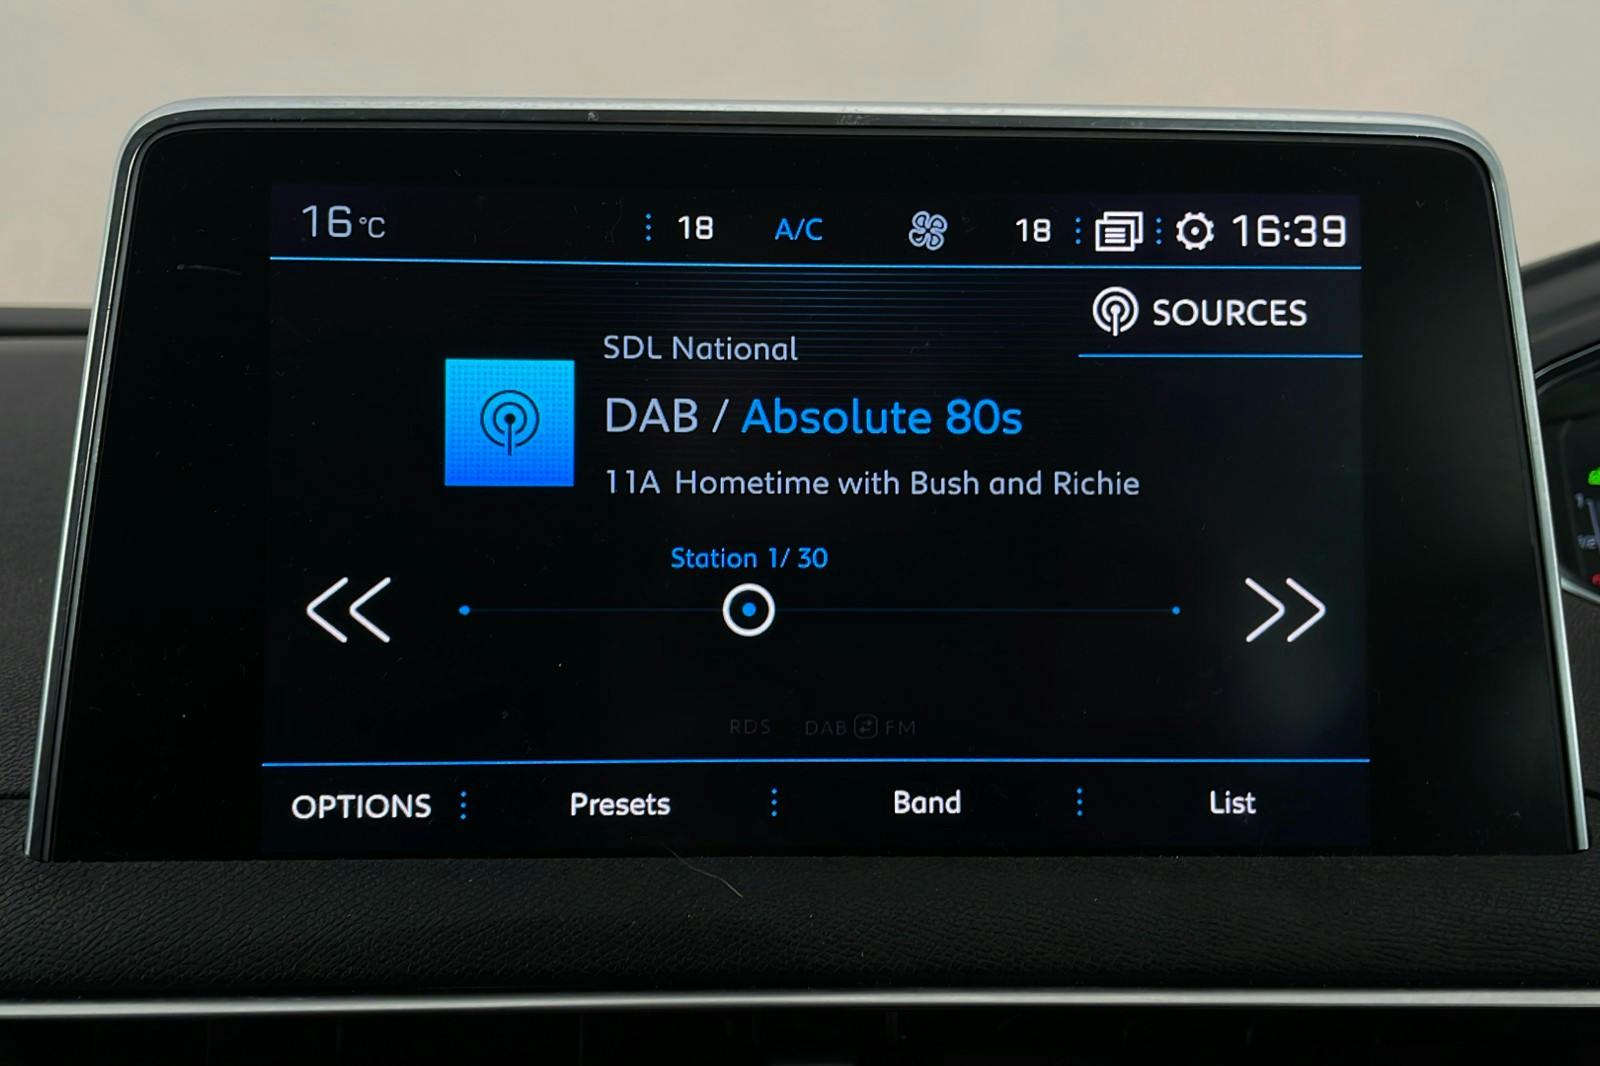 16°C 18 A/C 18 16:39
SOURCES
SDL National
DAB / Absolute 80s
11A Hometime with Bush and Richie
Station 1/ 30
RDS DAB FM
OPTIONS Presets Band List